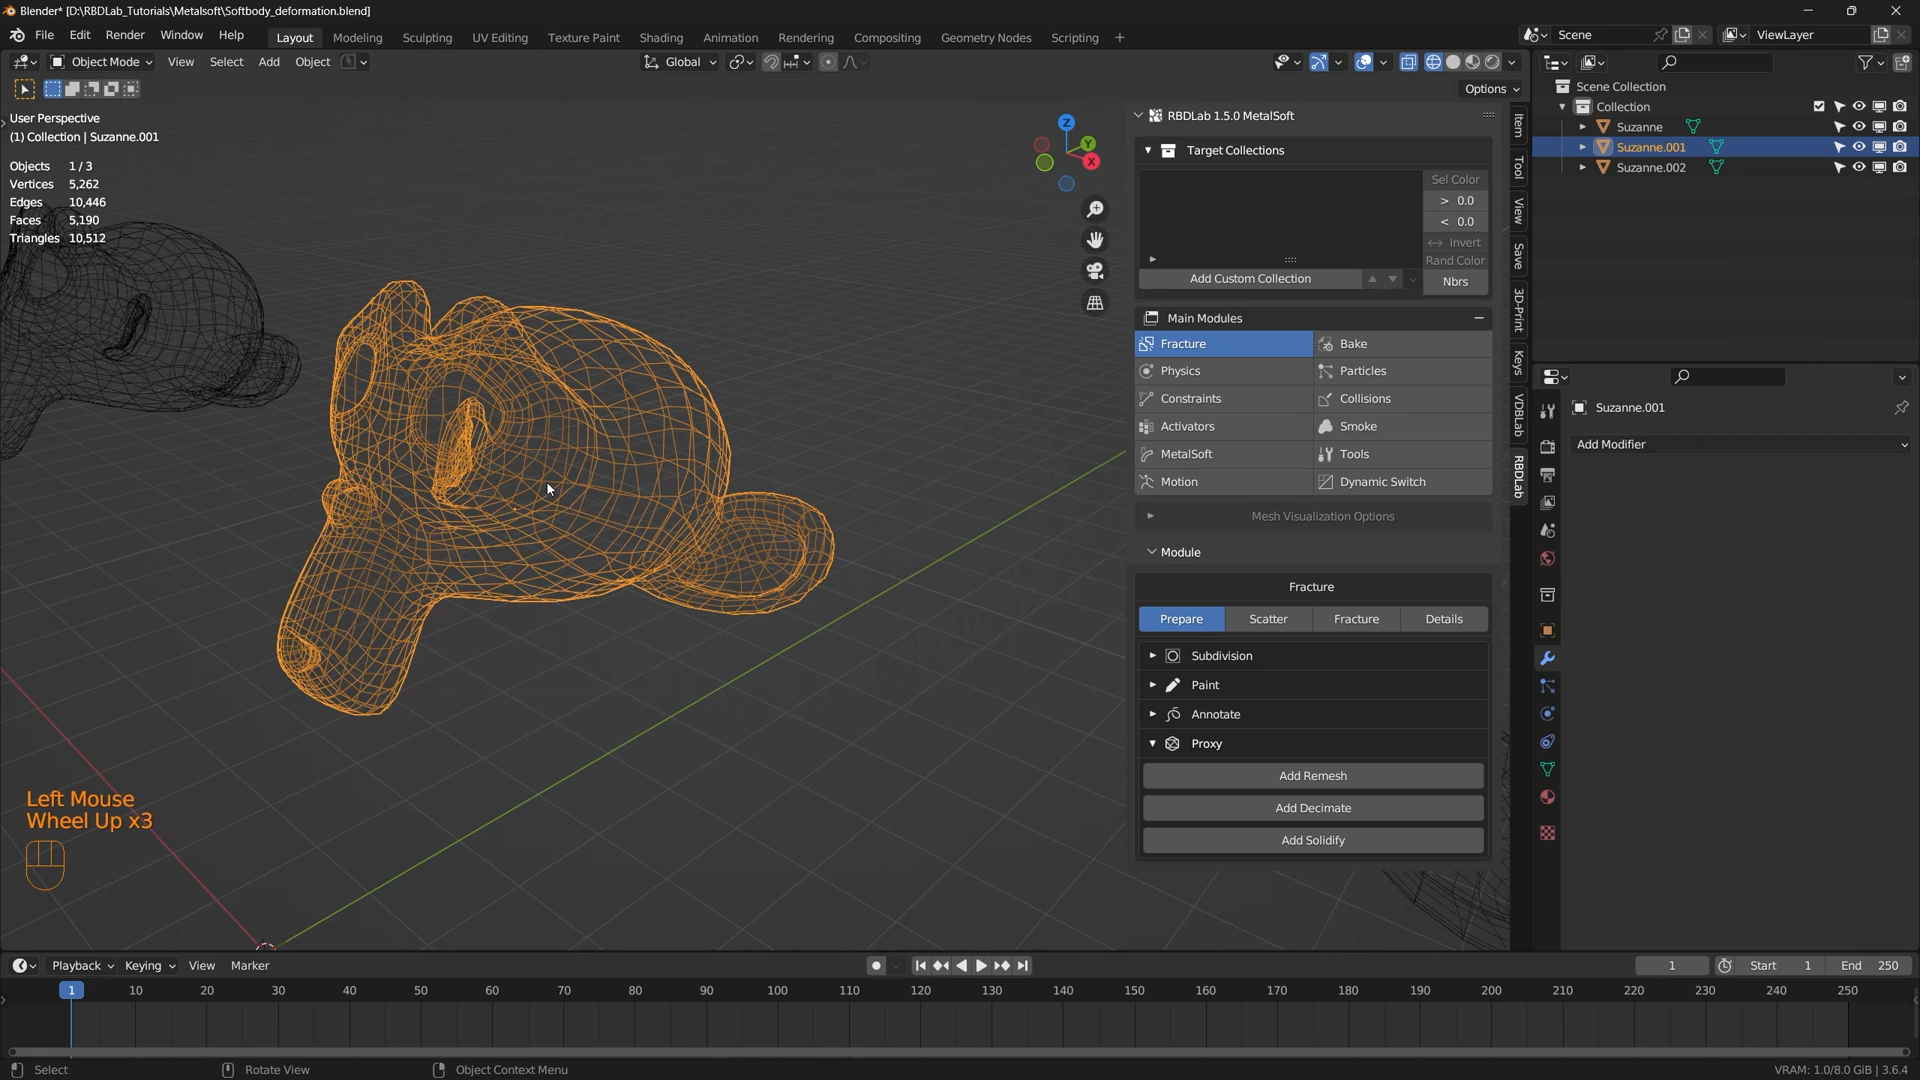 Blender* [D:\RBDLab_Tutorials\Metalsoft\Softbody_deformation.blend]
File Edit Render Window Help Layout Modeling Sculpting UV Editing Texture Paint Shading Animation Rendering Compositing Geometry Nodes Scripting + Scene ViewLayer
Object Mode View Select Add Object Global
Options
User Perspective
(1) Collection | Suzanne.001
Objects 1/3
Vertices 5,262
Edges 10,446
Faces 5,190
Triangles 10,512
Z
Y
X
RBDLab 1.5.0 MetalSoft
Target Collections
Sel Color
> 0.0
< 0.0
Invert
Rand Color
Add Custom Collection
Nbrs
Main Modules
Fracture Bake
Physics Particles
Constraints Collisions
Activators Smoke
MetalSoft Tools
Motion Dynamic Switch
Mesh Visualization Options
Module
Fracture
Prepare Scatter Fracture Details
Subdivision
Paint
Annotate
Proxy
Add Remesh
Add Decimate
Add Solidify
Item
Tool
View
Save
3D-Print
Keys
VDBLab
RBDLab
Scene Collection
Collection
Suzanne
Suzanne.001
Suzanne.002
Suzanne.001
Add Modifier
Left Mouse
Wheel Up x3
Playback Keying View Marker 1 Start 1 End 250
1 10 20 30 40 50 60 70 80 90 100 110 120 130 140 150 160 170 180 190 200 210 220 230 240 250
Select Rotate View Object Context Menu VRAM: 1.0/8.0 GiB | 3.6.4